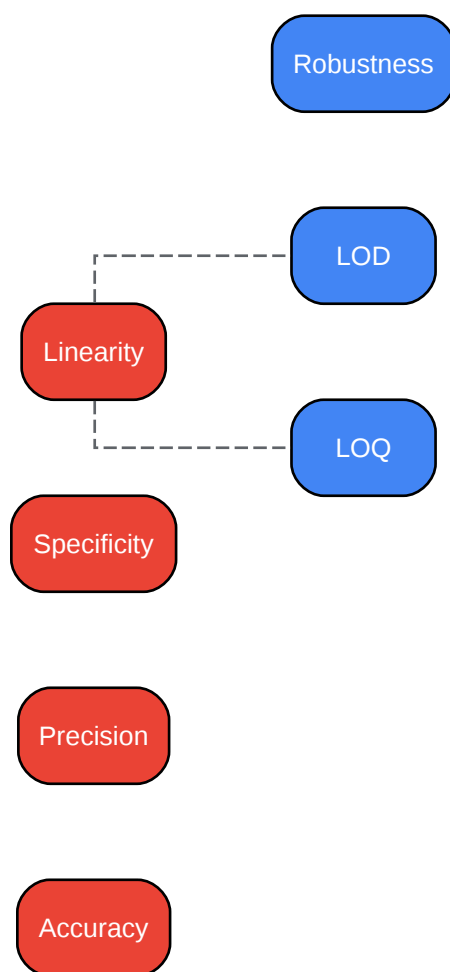 Robustness
LOD
Linearity
LOQ
Specificity
Precision
Accuracy